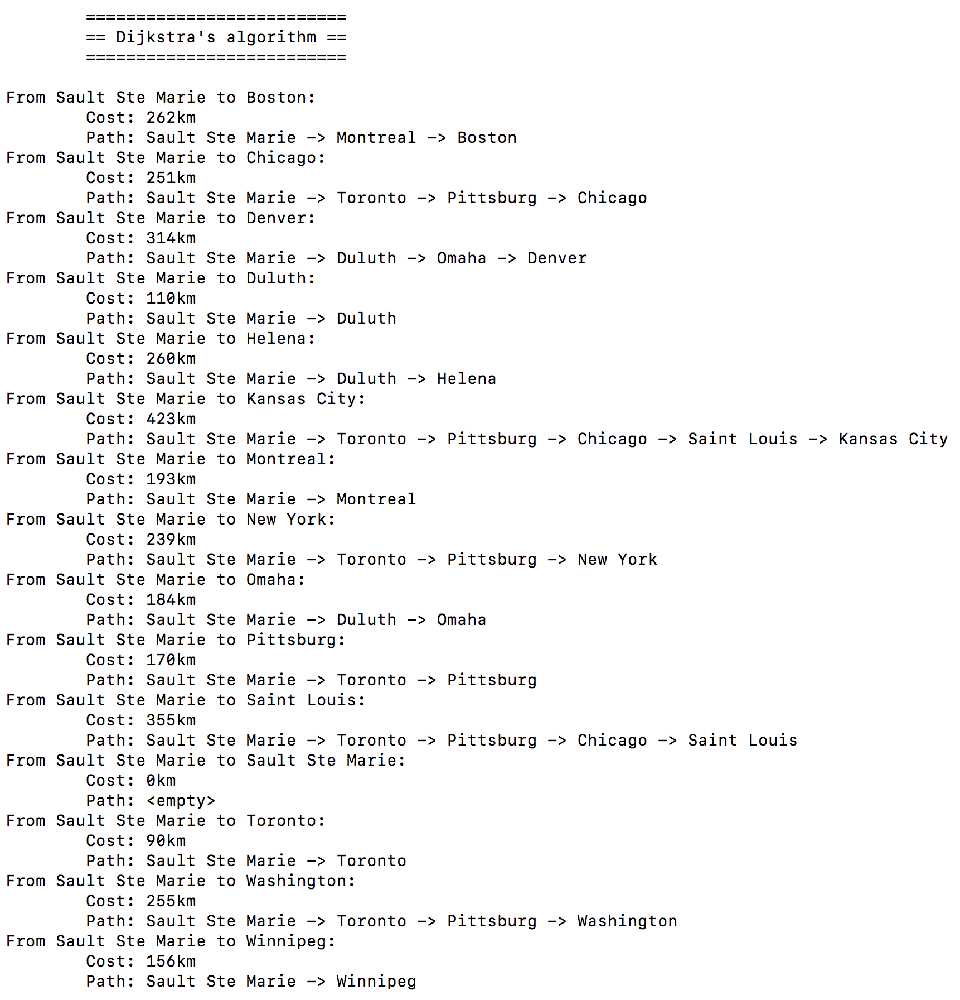 ==========================
== Dijkstra's algorithm ==
==========================
From Sault Ste Marie to Boston:
Cost: 262km
Path: Sault Ste Marie -> Montreal -> Boston
From Sault Ste Marie to Chicago:
Cost: 251km
Path: Sault Ste Marie -> Toronto -> Pittsburg -> Chicago
From Sault Ste Marie to Denver:
Cost: 314km
Path: Sault Ste Marie -> Duluth -> Omaha -> Denver
From Sault Ste Marie to Duluth:
Cost: 110km
Path: Sault Ste Marie -> Duluth
From Sault Ste Marie to Helena:
Cost: 260km
Path: Sault Ste Marie -> Duluth -> Helena
From Sault Ste Marie to Kansas City:
Cost: 423km
Path: Sault Ste Marie -> Toronto -> Pittsburg -> Chicago -> Saint Louis -> Kansas City
From Sault Ste Marie to Montreal:
Cost: 193km
Path: Sault Ste Marie -> Montreal
From Sault Ste Marie to New York:
Cost: 239km
Path: Sault Ste Marie -> Toronto -> Pittsburg -> New York
From Sault Ste Marie to Omaha:
Cost: 184km
Path: Sault Ste Marie -> Duluth -> Omaha
From Sault Ste Marie to Pittsburg:
Cost: 170km
Path: Sault Ste Marie -> Toronto -> Pittsburg
From Sault Ste Marie to Saint Louis:
Cost: 355km
Path: Sault Ste Marie -> Toronto -> Pittsburg -> Chicago -> Saint Louis
From Sault Ste Marie to Sault Ste Marie:
Cost: 0km
Path: <empty>
From Sault Ste Marie to Toronto:
Cost: 90km
Path: Sault Ste Marie -> Toronto
From Sault Ste Marie to Washington:
Cost: 255km
Path: Sault Ste Marie -> Toronto -> Pittsburg -> Washington
From Sault Ste Marie to Winnipeg:
Cost: 156km
Path: Sault Ste Marie -> Winnipeg